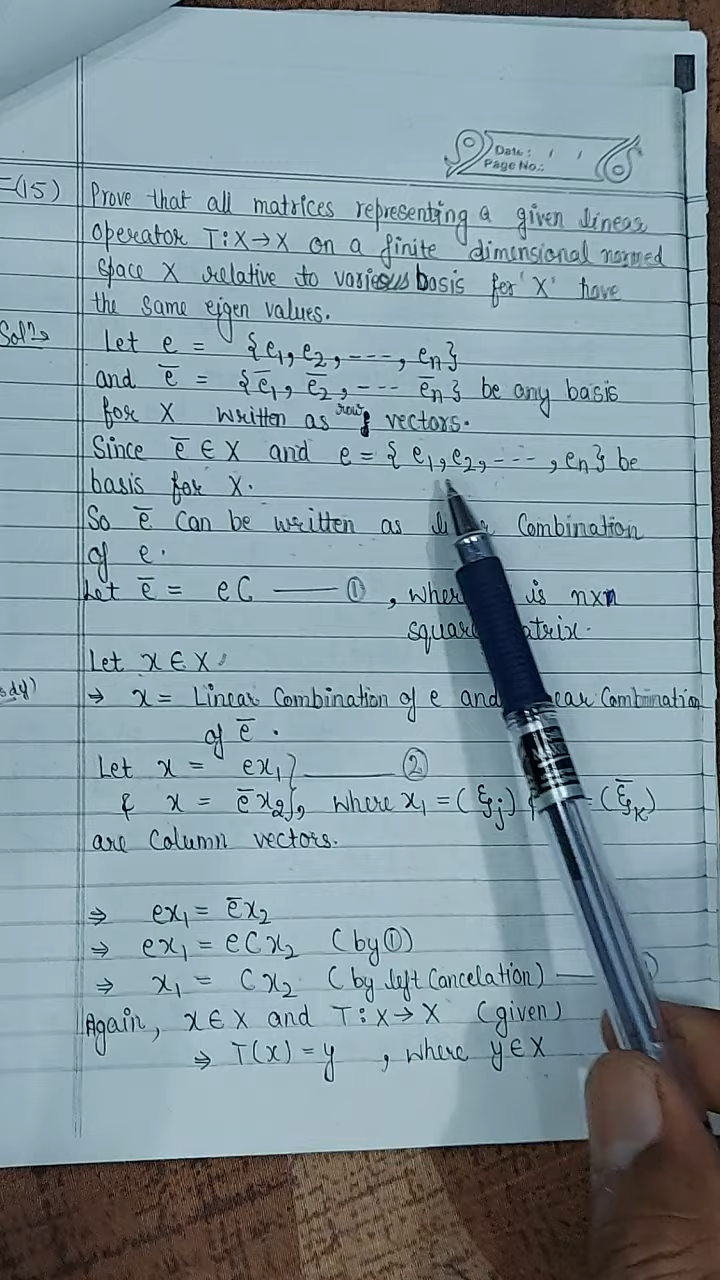 Date: / /
Page No.:
-(15) Prove that all matrices representing a given linear
operator T:X→X on a finite dimensional normed
space X relative to various basis for 'X' have
the same eigen values.
Solⁿ→ Let e = {e₁, e₂, ---, eₙ}
and ē = {ē₁, ē₂, --- ēₙ} be any basis
for X written as row vectors.
Since ē ∈ X and e = { e₁, e₂, ---, eₙ} be
basis for X.
So ē Can be written as Combination
of e.
Let ē = eC —— ①, is n×n
square
Let x ∈ X.
⇒ x = Linear Combination of e and Combination
of ē.
Let x = ex₁} —— ②
& x = ēx₂}, where x₁ = (ξⱼ) = (ξ̄ₖ)
are Column vectors.
⇒ ex₁ = ēx₂
⇒ ex₁ = eCx₂ (by ①)
⇒ x₁ = Cx₂ (by left Cancelation) ——
Again, x ∈ X and T:X→X (given)
⇒ T(x) = y , where y ∈ X